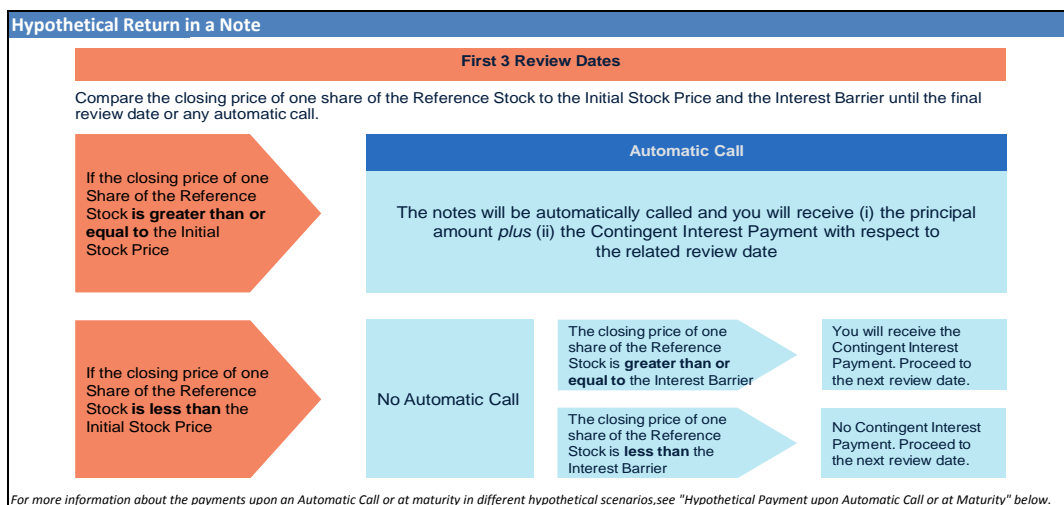 Hypothetical Return in a Note
First 3 Review Dates
Compare the closing price of one share of the Reference Stock to the Initial Stock Price and the Interest Barrier until the final
review date or any automatic call.
If the closing price of one
Share of the Reference
Stock is greater than or
equal to the Initial
Stock Price
Automatic Call
The notes will be automatically called and you will receive (i) the principal
amount plus (ii) the Contingent Interest Payment with respect to
the related review date
If the closing price of one
Share of the Reference
Stock is less than the
Initial Stock Price
No Automatic Call
The closing price of one
share of the Reference
Stock is greater than or
equal to the Interest Barrier
You will receive the
Contingent Interest
Payment. Proceed to
the next review date.
The closing price of one
share of the Reference
Stock is less than the
Interest Barrier
No Contingent Interest
Payment. Proceed to
the next review date.
For more information about the payments upon an Automatic Call or at maturity in different hypothetical scenarios,see "Hypothetical Payment upon Automatic Call or at Maturity" below.